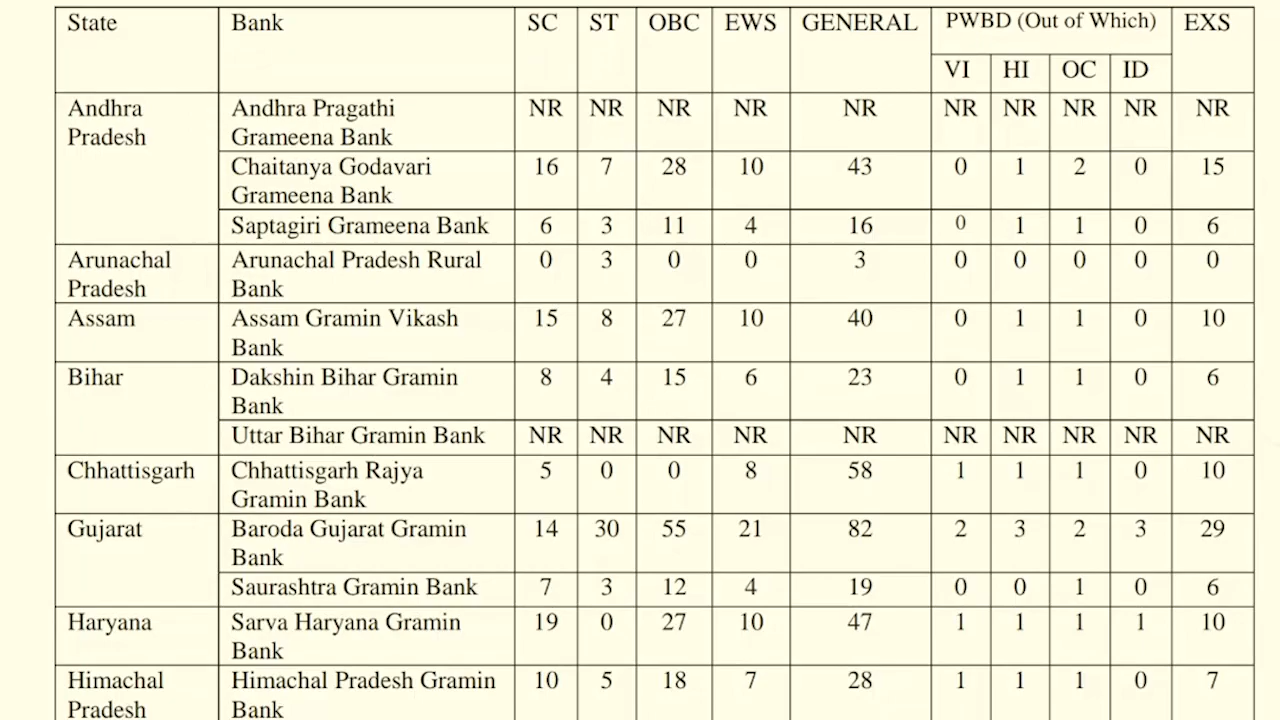 State Bank SC ST OBC EWS GENERAL PWBD (Out of Which) EXS
VI HI OC ID
Andhra Andhra Pragathi NR NR NR NR NR NR NR NR NR NR
Pradesh Grameena Bank
Chaitanya Godavari 16 7 28 10 43 0 1 2 0 15
Grameena Bank
Saptagiri Grameena Bank 6 3 11 4 16 0 1 1 0 6
Arunachal Arunachal Pradesh Rural 0 3 0 0 3 0 0 0 0 0
Pradesh Bank
Assam Assam Gramin Vikash 15 8 27 10 40 0 1 1 0 10
Bank
Bihar Dakshin Bihar Gramin 8 4 15 6 23 0 1 1 0 6
Bank
Uttar Bihar Gramin Bank NR NR NR NR NR NR NR NR NR NR
Chhattisgarh Chhattisgarh Rajya 5 0 0 8 58 1 1 1 0 10
Gramin Bank
Gujarat Baroda Gujarat Gramin 14 30 55 21 82 2 3 2 3 29
Bank
Saurashtra Gramin Bank 7 3 12 4 19 0 0 1 0 6
Haryana Sarva Haryana Gramin 19 0 27 10 47 1 1 1 1 10
Bank
Himachal Himachal Pradesh Gramin 10 5 18 7 28 1 1 1 0 7
Pradesh Bank